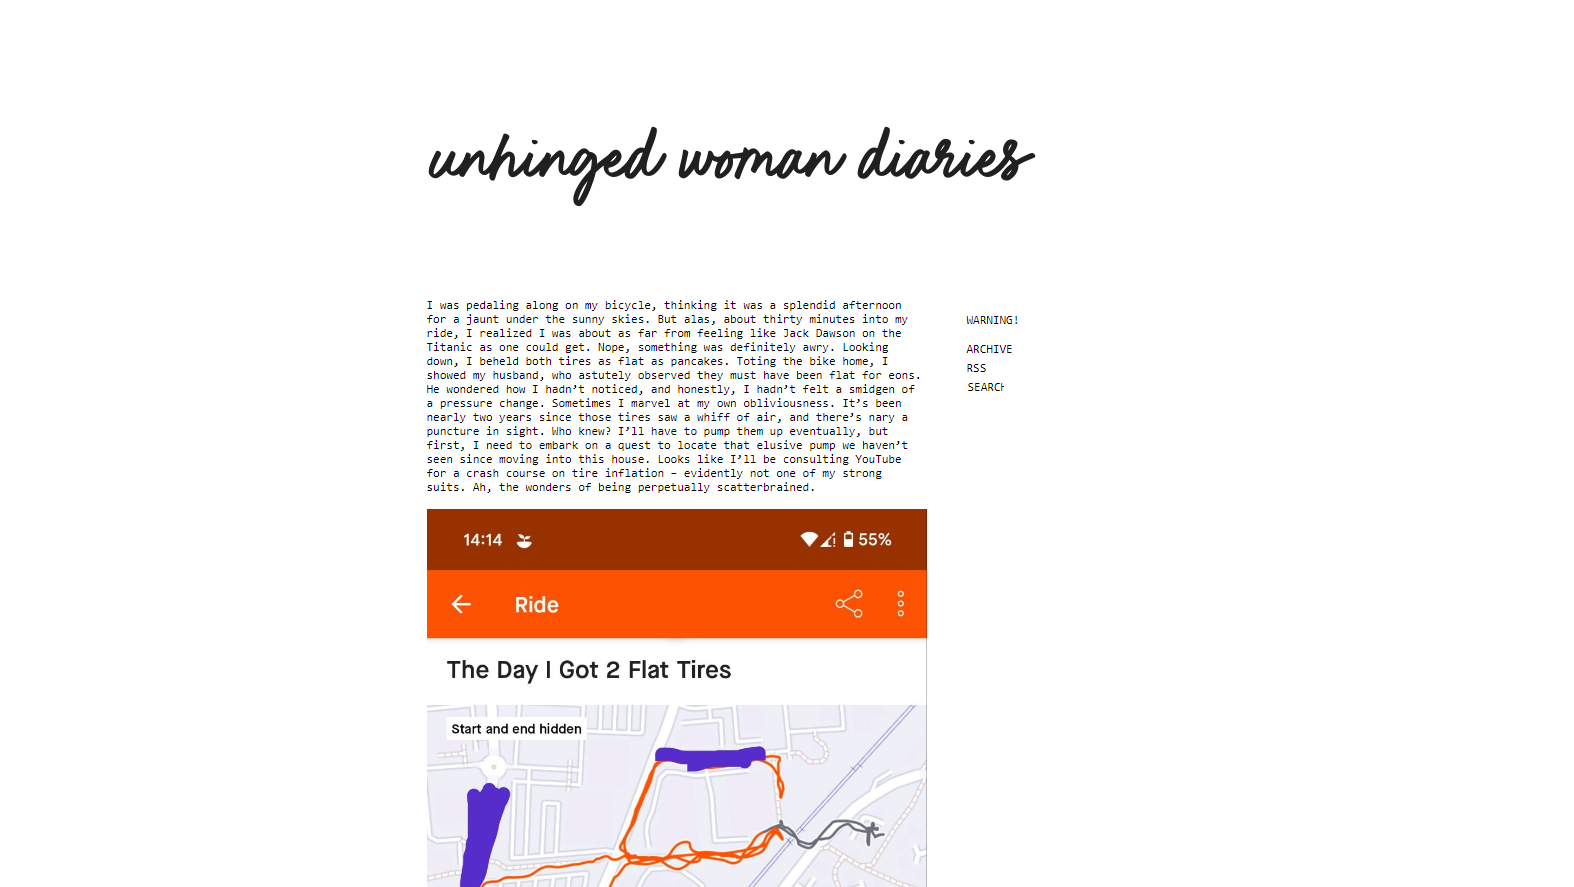 unhinged woman diaries
I was pedaling along on my bicycle, thinking it was a splendid afternoon
for a jaunt under the sunny skies. But alas, about thirty minutes into my
ride, I realized I was about as far from feeling like Jack Dawson on the
Titanic as one could get. Nope, something was definitely awry. Looking
down, I beheld both tires as flat as pancakes. Toting the bike home, I
showed my husband, who astutely observed they must have been flat for eons.
He wondered how I hadn’t noticed, and honestly, I hadn’t felt a smidgen of
a pressure change. Sometimes I marvel at my own obliviousness. It’s been
nearly two years since those tires saw a whiff of air, and there’s nary a
puncture in sight. Who knew? I’ll have to pump them up eventually, but
first, I need to embark on a quest to locate that elusive pump we haven’t
seen since moving into this house. Looks like I’ll be consulting YouTube
for a crash course on tire inflation – evidently not one of my strong
suits. Ah, the wonders of being perpetually scatterbrained.
WARNING!
ARCHIVE
RSS
SEARCH
14:14 55%
Ride
The Day I Got 2 Flat Tires
Start and end hidden